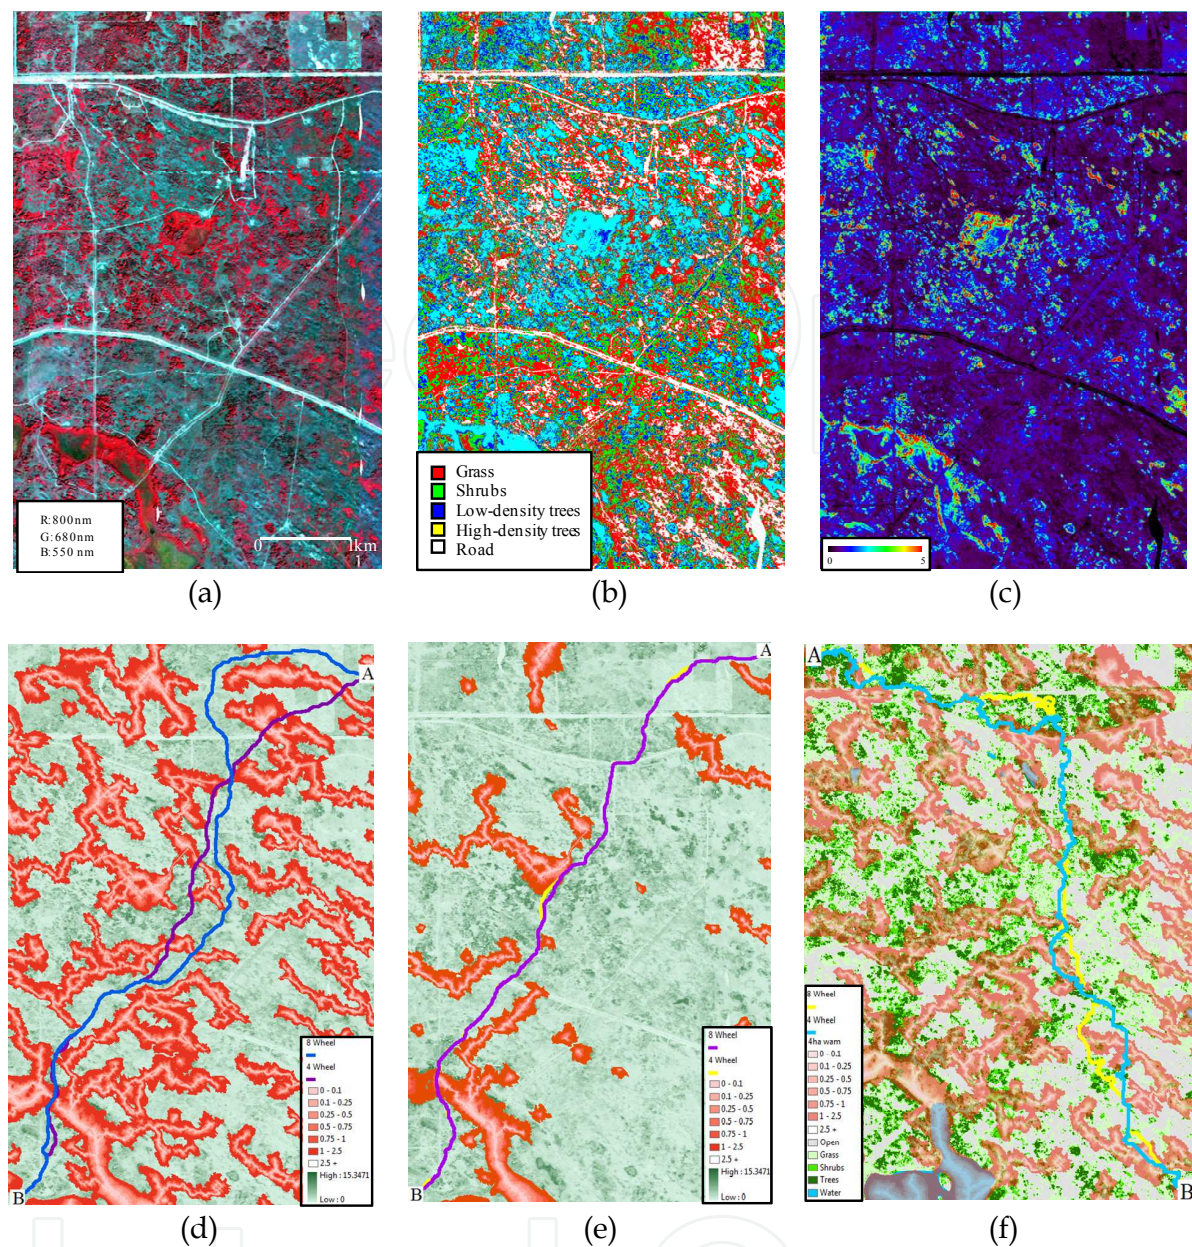 R:800nm
G:680nm
B:550 nm
0 1km
1
(a)
Grass
Shrubs
Low-density trees
High-density trees
Road
(b)
0 5
(c)
A
B
8 Wheel
4 Wheel
0 - 0.1
0.1 - 0.25
0.25 - 0.5
0.5 - 0.75
0.75 - 1
1 - 2.5
2.5 +
High : 15.3471
Low : 0
(d)
A
B
8 Wheel
4 Wheel
0 - 0.1
0.1 - 0.25
0.25 - 0.5
0.5 - 0.75
0.75 - 1
1 - 2.5
2.5 +
High : 15.3471
Low : 0
(e)
A
B
8 Wheel
4 Wheel
4ha wam
0 - 0.1
0.1 - 0.25
0.25 - 0.5
0.5 - 0.75
0.75 - 1
1 - 2.5
2.5 +
Open
Grass
Shrubs
Trees
Water
(f)